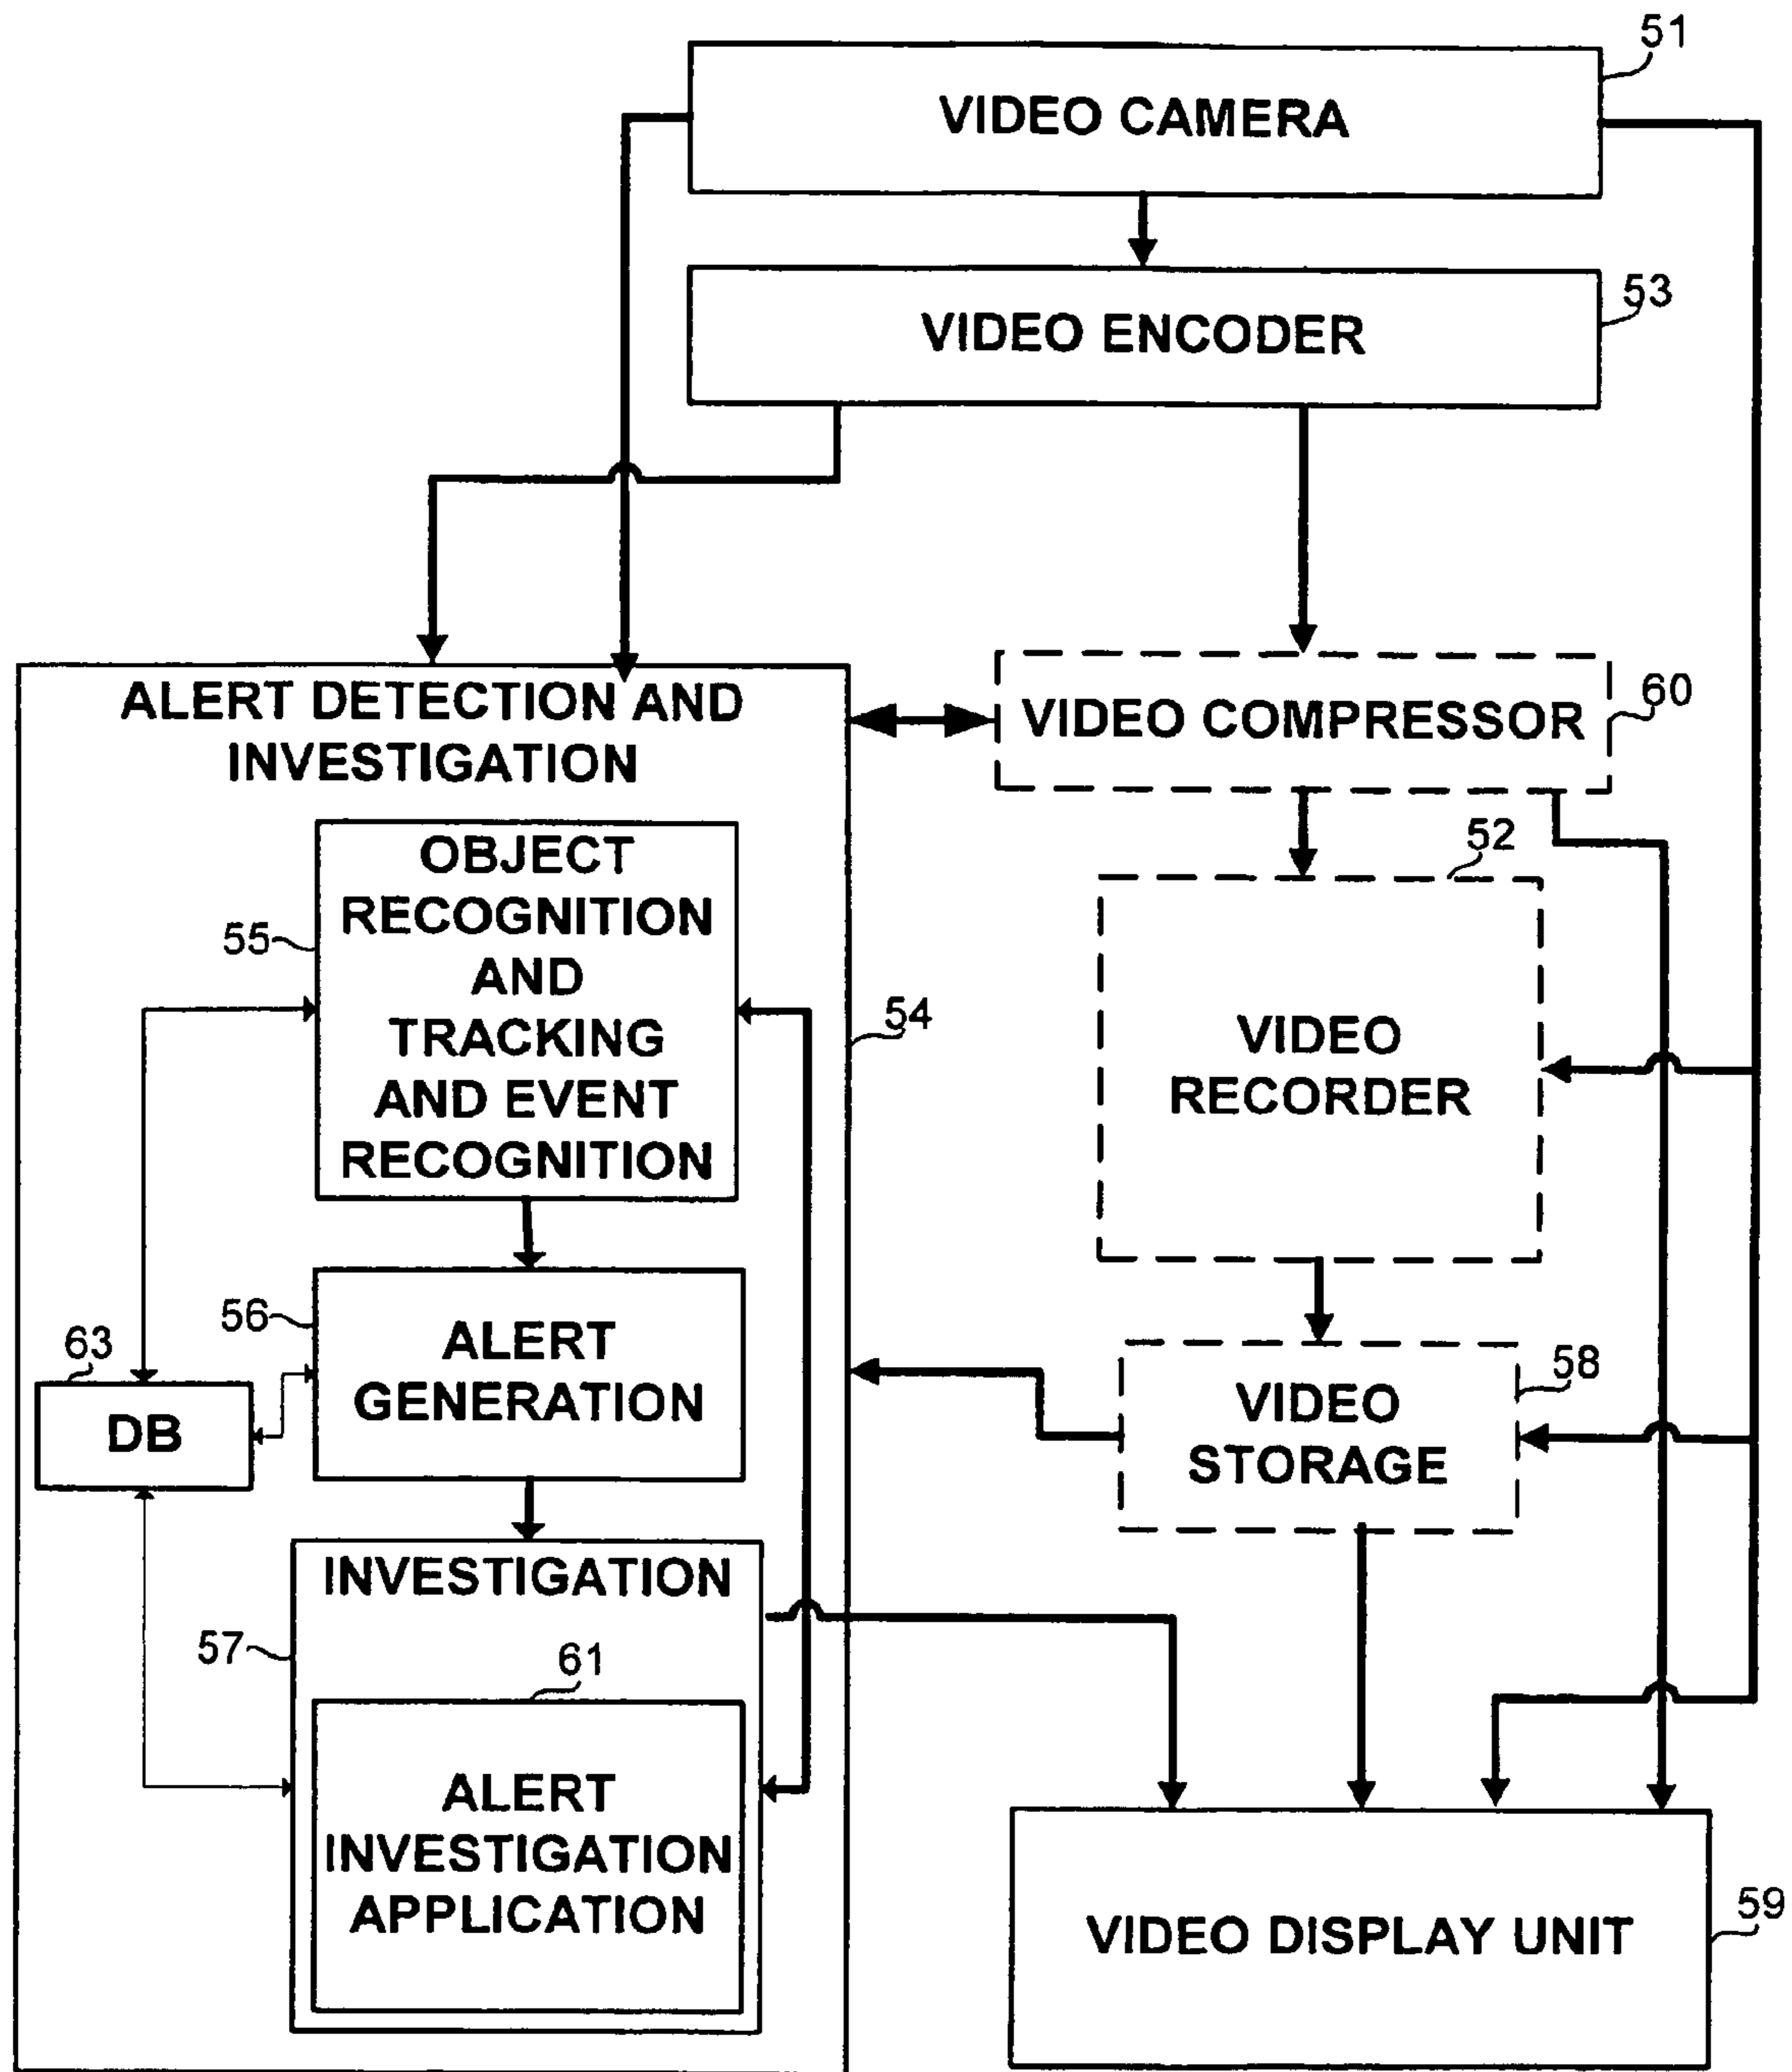 51
VIDEO CAMERA
53
VIDEO ENCODER
ALERT DETECTION AND
INVESTIGATION
VIDEO COMPRESSOR
60
OBJECT
RECOGNITION
AND
TRACKING
AND EVENT
RECOGNITION
55
54
52
VIDEO
RECORDER
56
ALERT
GENERATION
63
DB
58
VIDEO
STORAGE
INVESTIGATION
57
61
ALERT
INVESTIGATION
APPLICATION
VIDEO DISPLAY UNIT
59